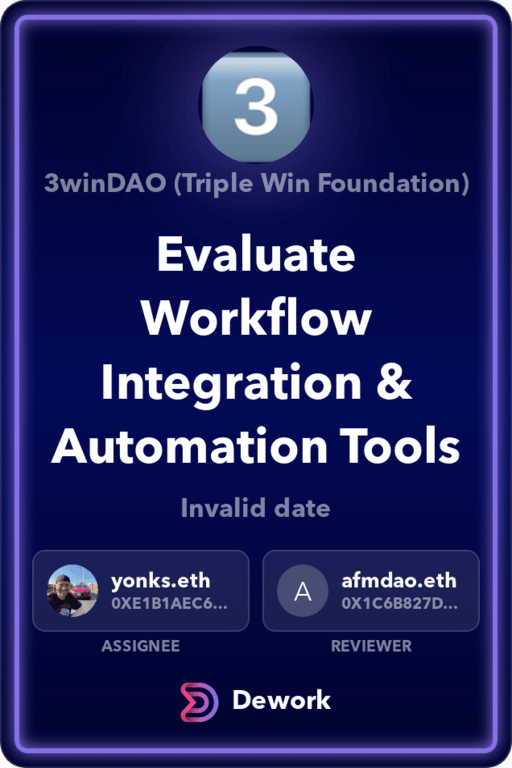 3
3winDAO (Triple Win Foundation)
Evaluate
Workflow
Integration &
Automation Tools
Invalid date
yonks.eth
0XE1B1AEC6...
ASSIGNEE
A
afmdao.eth
0X1C6B827D...
REVIEWER
Dework